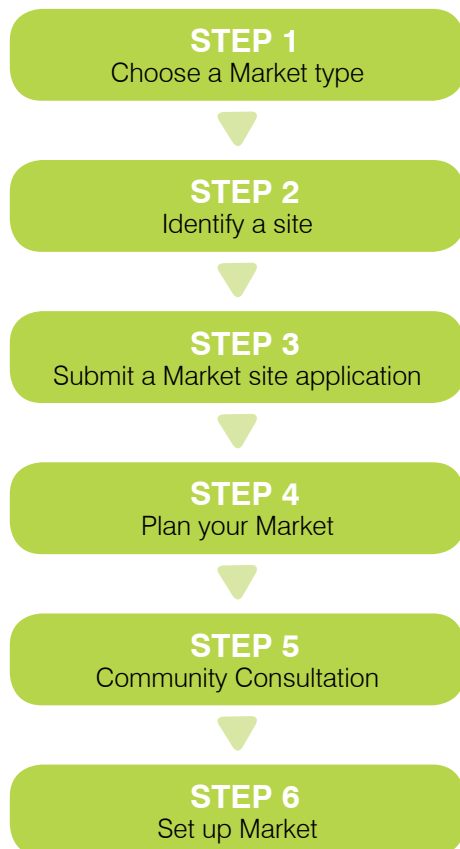 STEP 1
Choose a Market type
STEP 2
Identify a site
STEP 3
Submit a Market site application
STEP 4
Plan your Market
STEP 5
Community Consultation
STEP 6
Set up Market